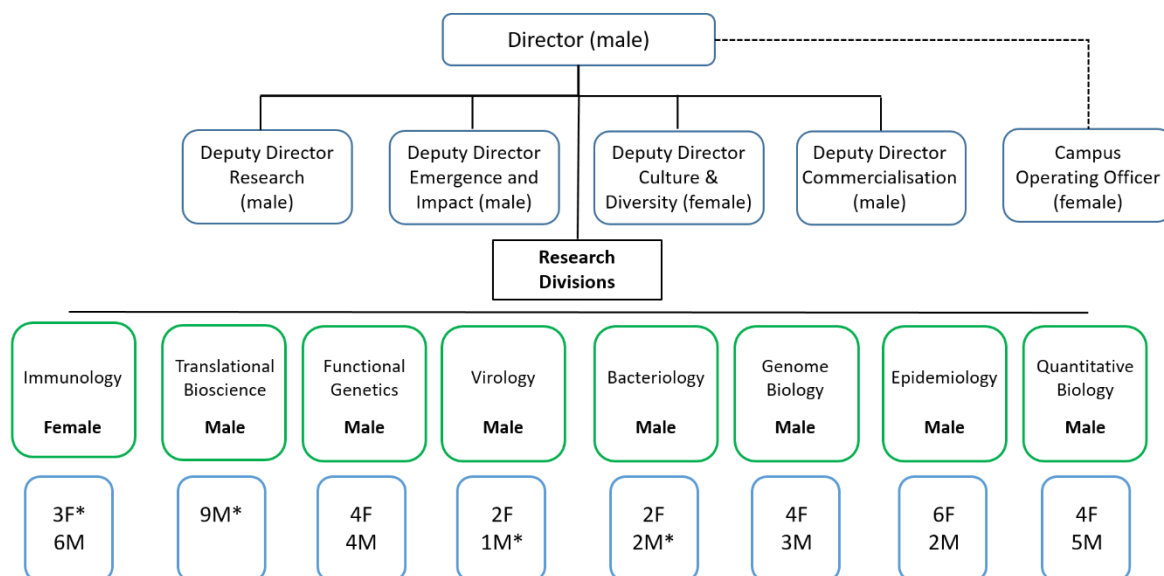 Director (male)
Deputy Director
Research
(male)
Deputy Director
Emergence and
Impact (male)
Deputy Director
Culture &
Diversity (female)
Deputy Director
Commercialisation
(male)
Campus
Operating Officer
(female)
Research
Divisions
Immunology
Female
Translational
Bioscience
Male
Functional
Genetics
Male
Virology
Male
Bacteriology
Male
Genome
Biology
Male
Epidemiology
Male
Quantitative
Biology
Male
3F*
6M
9M*
4F
4M
2F
1M*
2F
2M*
4F
3M
6F
2M
4F
5M